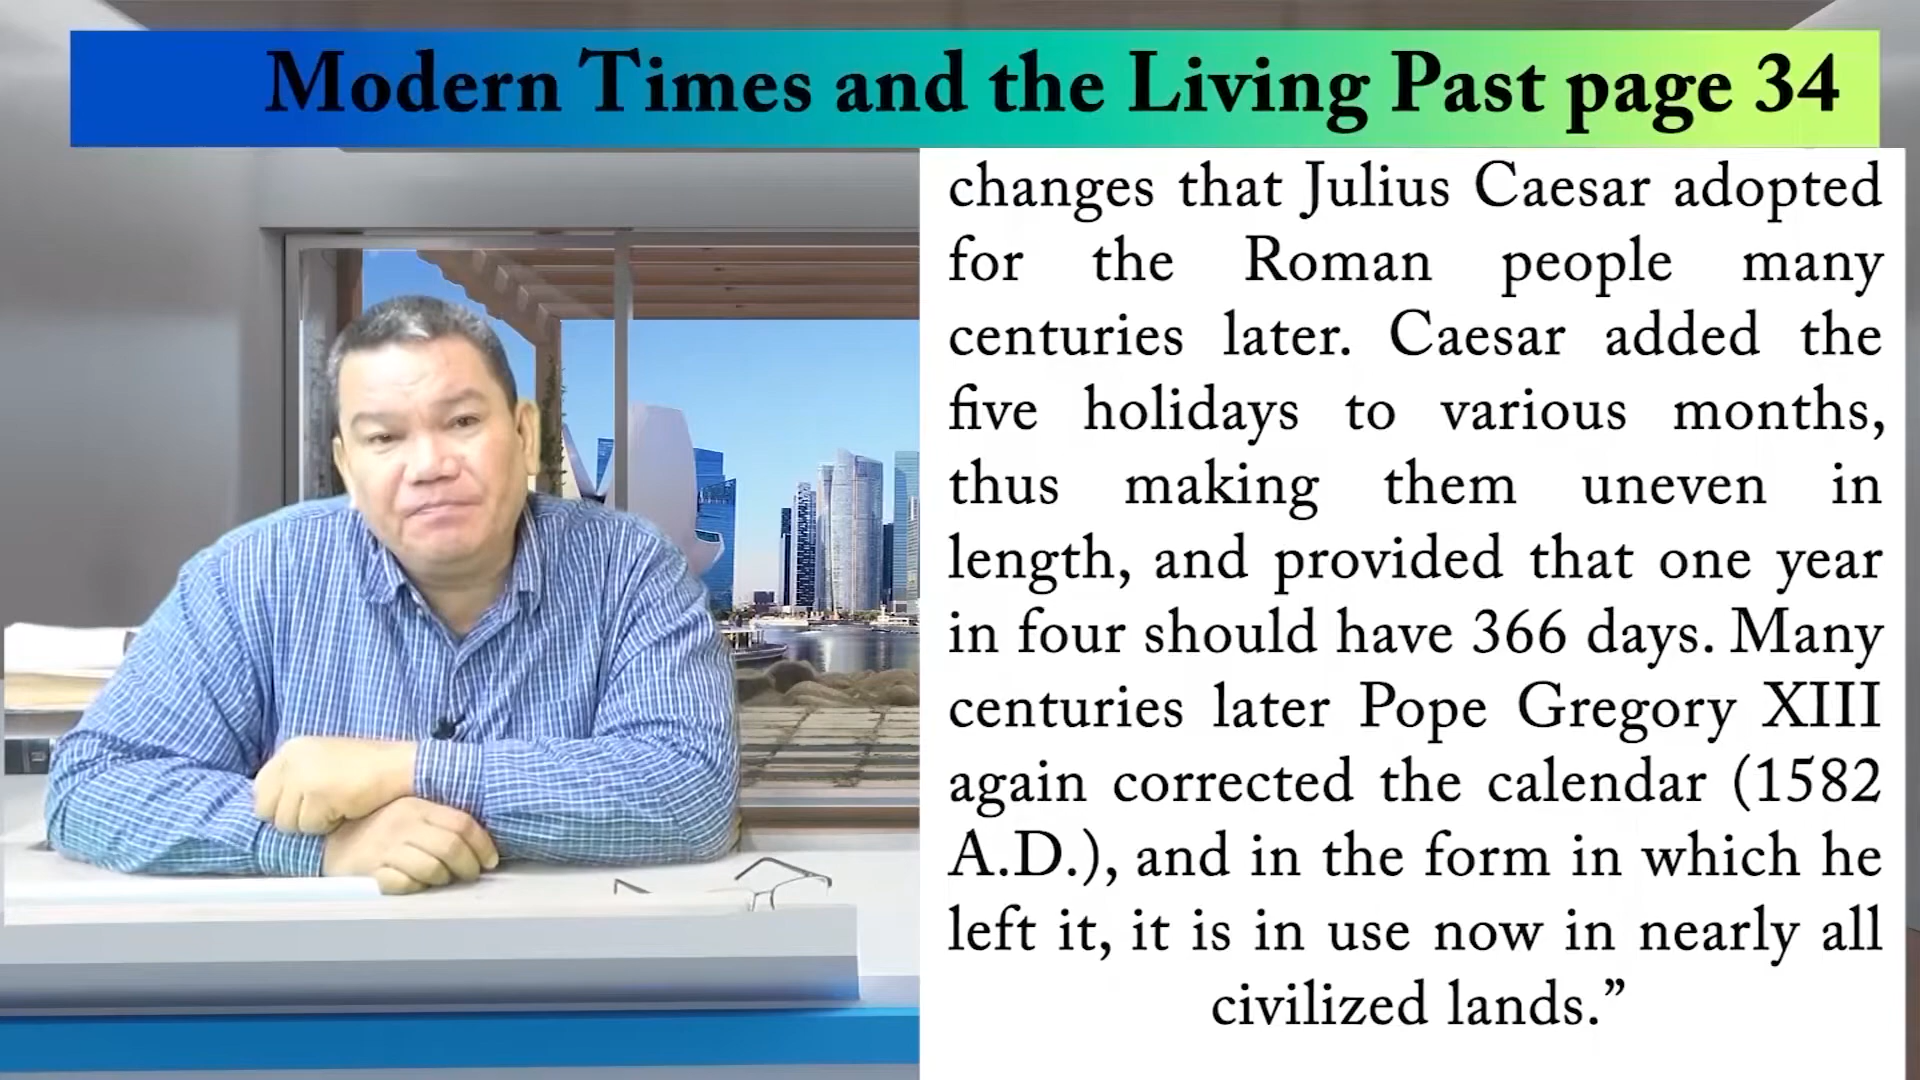 Modern Times and the Living Past page 34
changes that Julius Caesar adopted
for the Roman people many
centuries later. Caesar added the
five holidays to various months,
thus making them uneven in
length, and provided that one year
in four should have 366 days. Many
centuries later Pope Gregory XIII
again corrected the calendar (1582
A.D.), and in the form in which he
left it, it is in use now in nearly all
civilized lands.”